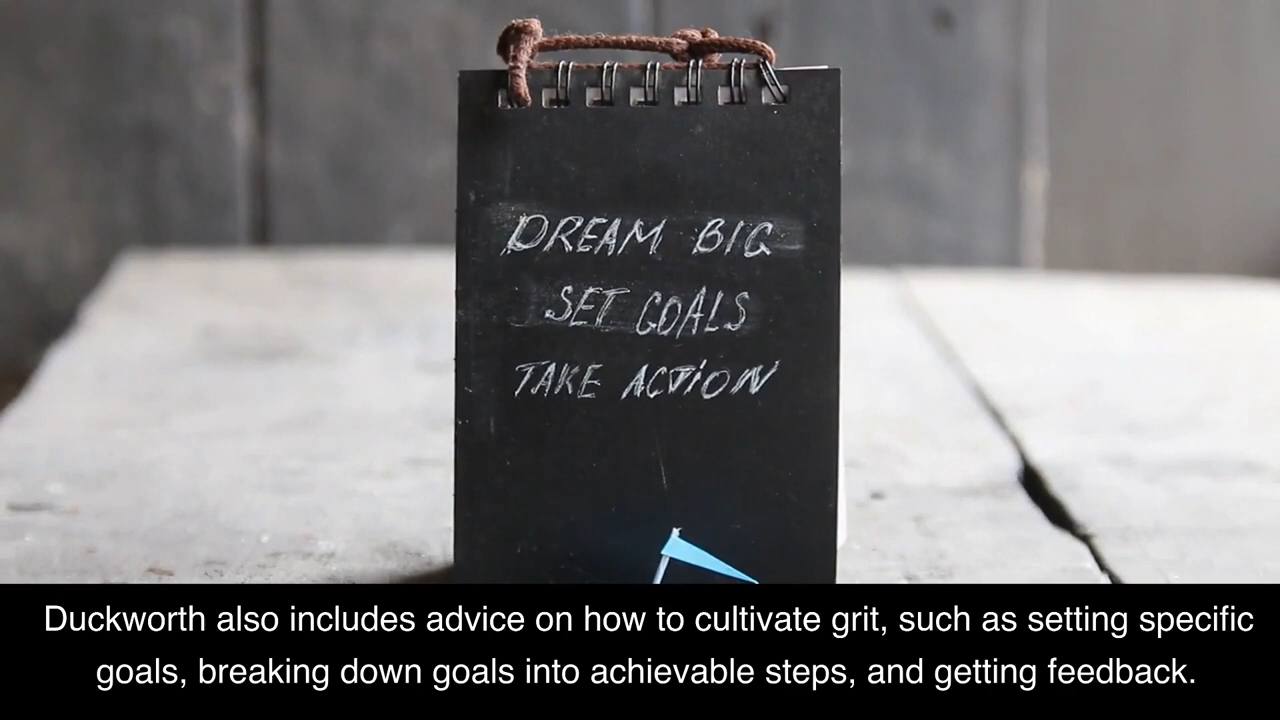 DREAM BIG
SET GOALS
TAKE ACTION
Duckworth also includes advice on how to cultivate grit, such as setting specific
goals, breaking down goals into achievable steps, and getting feedback.